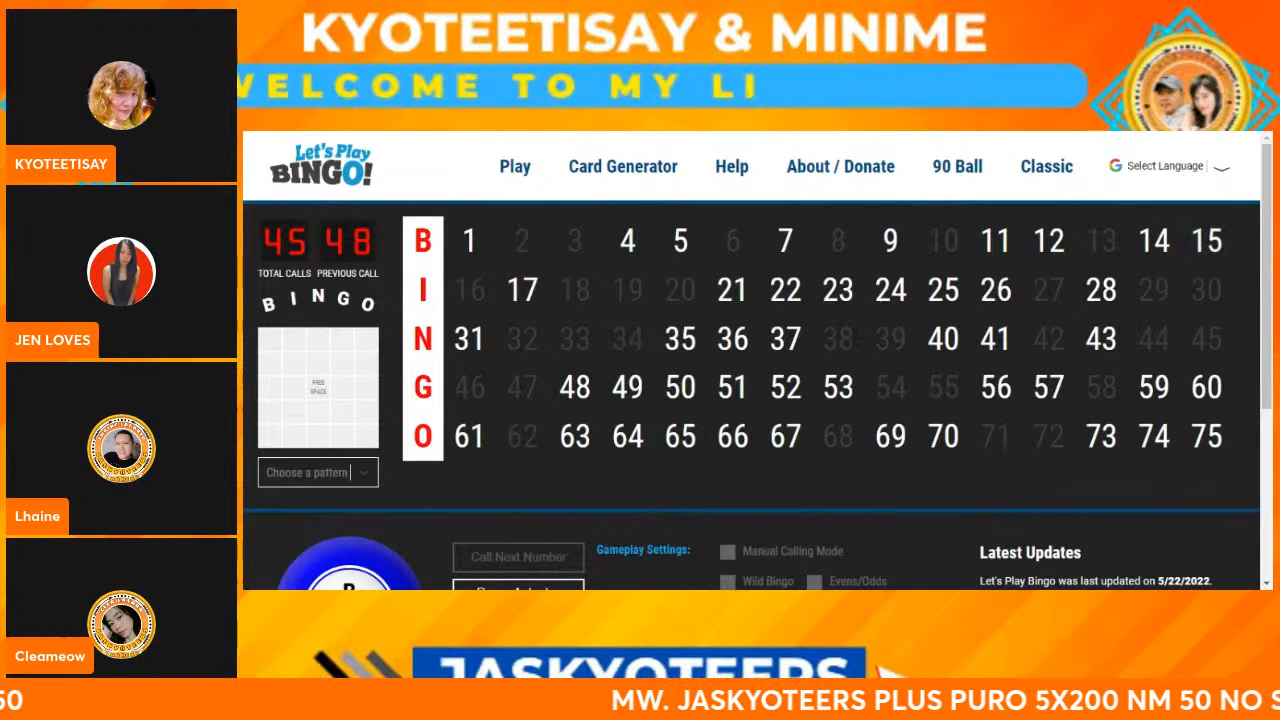 KYOTEETISAY & MINIME
WELCOME TO MY LI
KYOTEETISAY
JEN LOVES
Lhaine
Cleameow
Let's Play
BINGO!
Play Card Generator Help About / Donate 90 Ball Classic Select Language
45 48
TOTAL CALLS PREVIOUS CALL
B I N G O
FREE
SPACE
Choose a pattern
B 1 2 3 4 5 6 7 8 9 10 11 12 13 14 15
I 16 17 18 19 20 21 22 23 24 25 26 27 28 29 30
N 31 32 33 34 35 36 37 38 39 40 41 42 43 44 45
G 46 47 48 49 50 51 52 53 54 55 56 57 58 59 60
O 61 62 63 64 65 66 67 68 69 70 71 72 73 74 75
B
Call Next Number
Gameplay Settings:
Manual Calling Mode
Wild Bingo Evens/Odds
Latest Updates
Let's Play Bingo was last updated on 5/22/2022.
JASKYOTEERS
50 MW. JASKYOTEERS PLUS PURO 5X200 NM 50 NO S